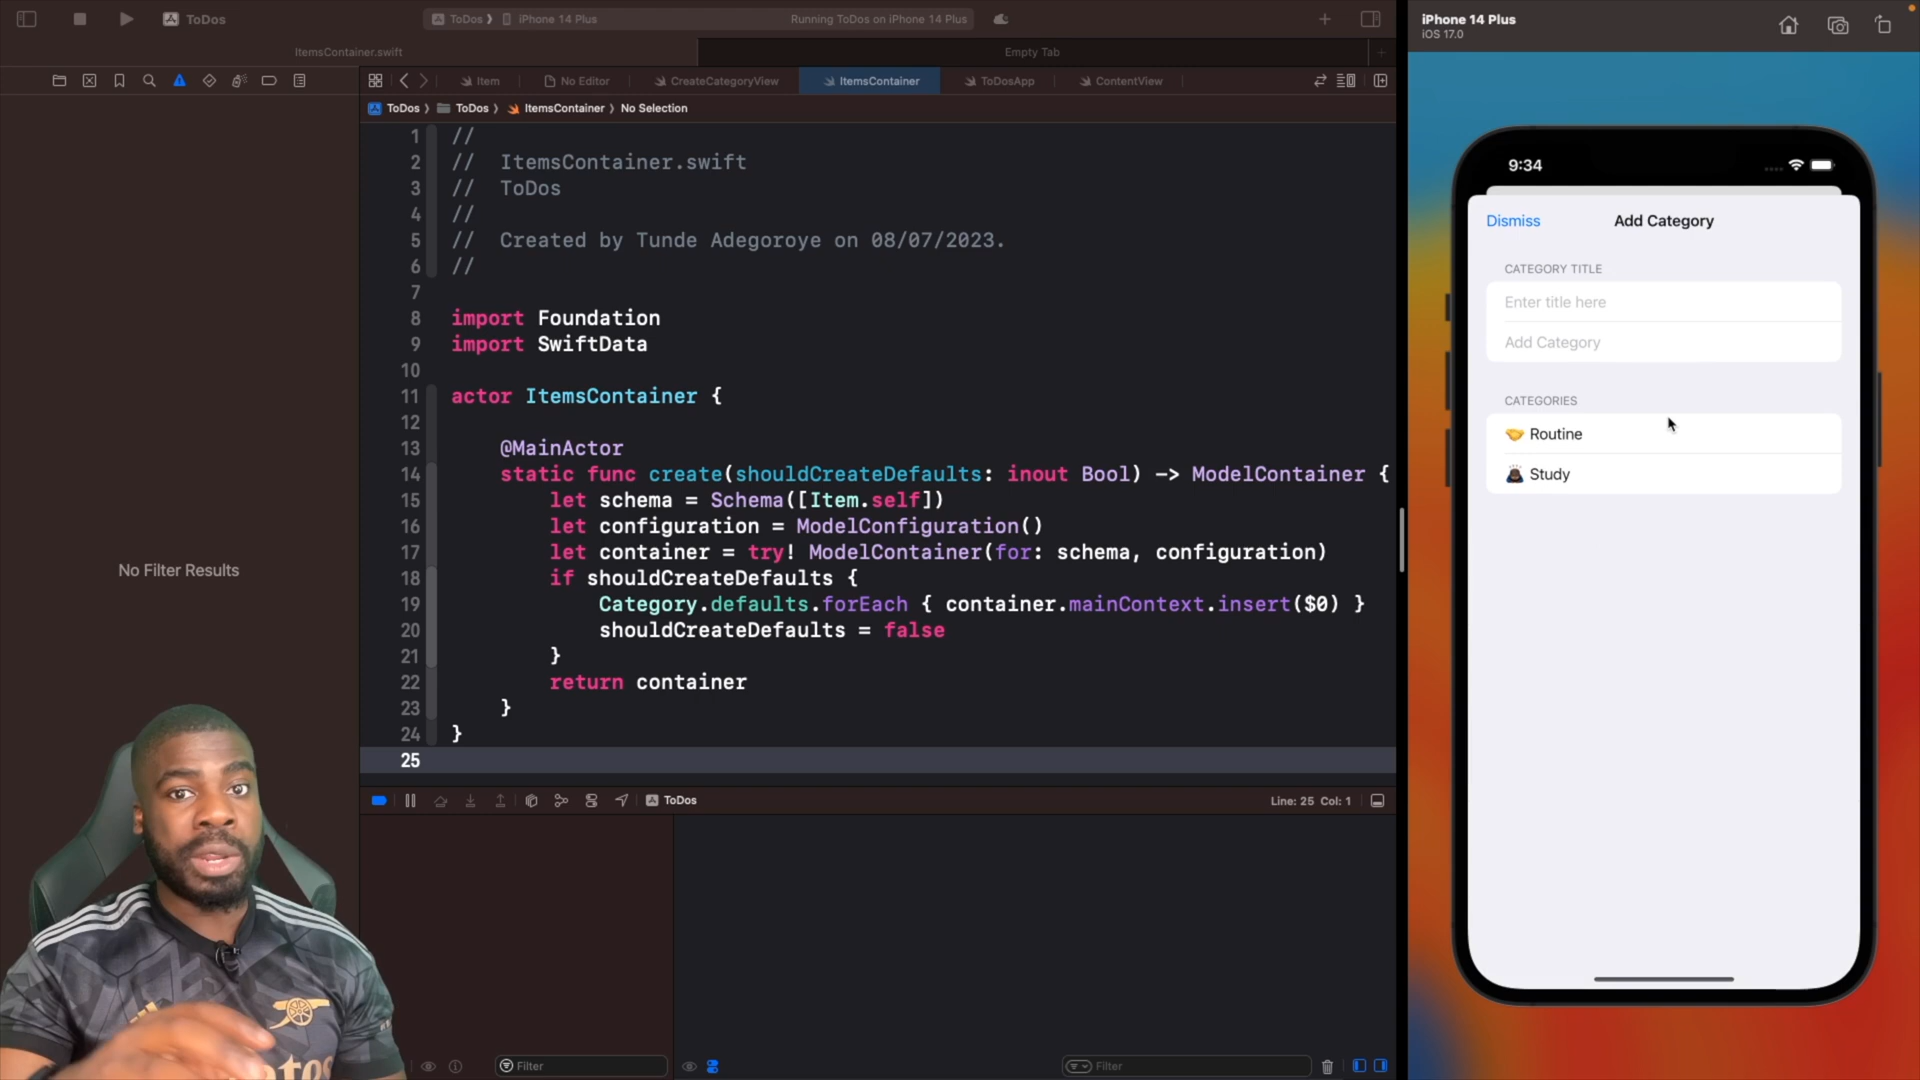 ToDos
ToDos ⟩ iPhone 14 Plus
Running ToDos on iPhone 14 Plus
ItemsContainer.swift
Empty Tab
Item
No Editor
CreateCategoryView
ItemsContainer
ToDosApp
ContentView
ToDos ⟩ ToDos ⟩ ItemsContainer ⟩ No Selection
1 //
2 //  ItemsContainer.swift
3 //  ToDos
4 //
5 //  Created by Tunde Adegoroye on 08/07/2023.
6 //
7
8 import Foundation
9 import SwiftData
10
11 actor ItemsContainer {
12
13     @MainActor
14     static func create(shouldCreateDefaults: inout Bool) -> ModelContainer {
15         let schema = Schema([Item.self])
16         let configuration = ModelConfiguration()
17         let container = try! ModelContainer(for: schema, configuration)
18         if shouldCreateDefaults {
19             Category.defaults.forEach { container.mainContext.insert($0) }
20             shouldCreateDefaults = false
21         }
22         return container
23     }
24 }
25
No Filter Results
ToDos
Line: 25 Col: 1
Filter
Filter
iPhone 14 Plus
iOS 17.0
9:34
Dismiss
Add Category
CATEGORY TITLE
Enter title here
Add Category
CATEGORIES
🤝 Routine
Study